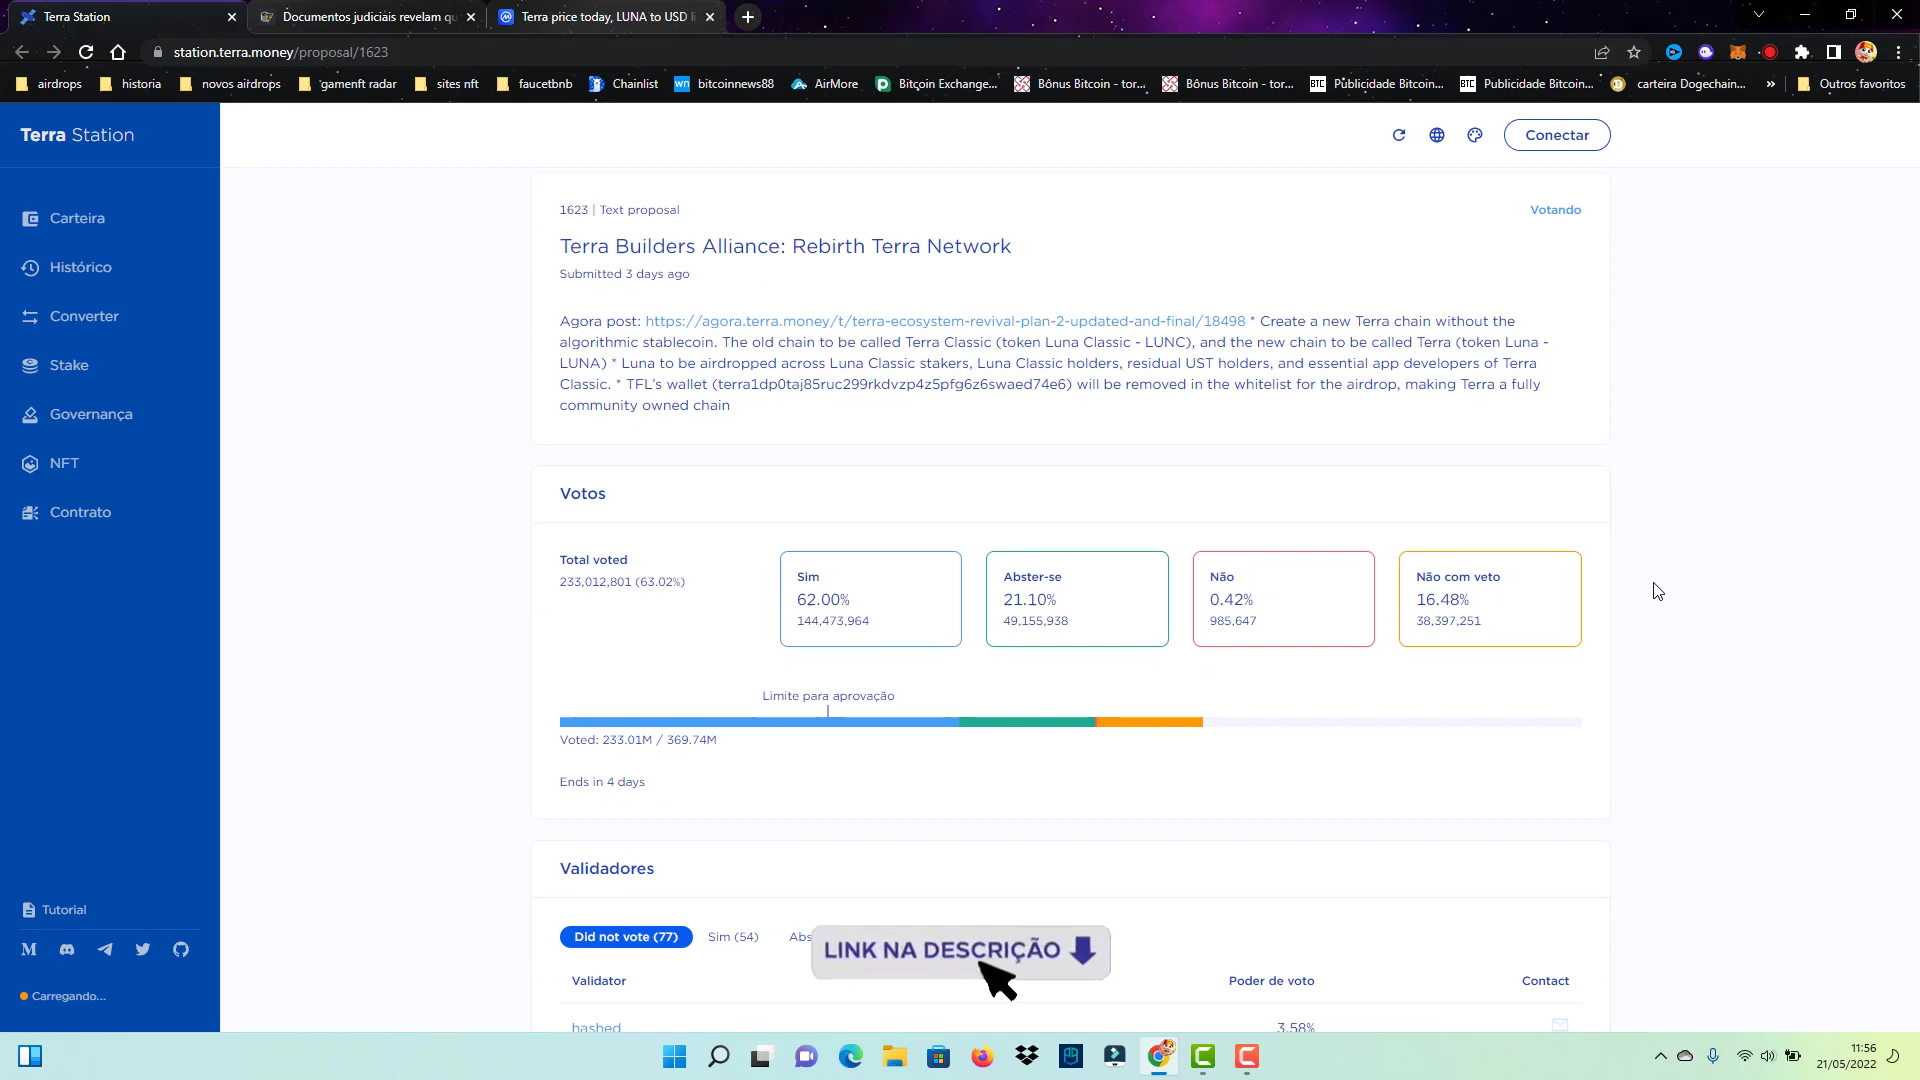 Terra Station
Documentos judiciais revelam qu
Terra price today, LUNA to USD li
station.terra.money/proposal/1623
airdrops
historia
novos airdrops
gamenft radar
sites nft
faucetbnb
Chainlist
wn bitcoinnews88
AirMore
Bitcoin Exchange...
Bônus Bitcoin - tor...
Bônus Bitcoin - tor...
BTC Publicidade Bitcoin...
BTC Publicidade Bitcoin...
carteira Dogechain...
»
Outros favoritos
Terra Station
Conectar
Carteira
Histórico
Converter
Stake
Governança
NFT
Contrato
Tutorial
Carregando...
1623 | Text proposal
Votando
Terra Builders Alliance: Rebirth Terra Network
Submitted 3 days ago
Agora post: https://agora.terra.money/t/terra-ecosystem-revival-plan-2-updated-and-final/18498 * Create a new Terra chain without the
algorithmic stablecoin. The old chain to be called Terra Classic (token Luna Classic - LUNC), and the new chain to be called Terra (token Luna -
LUNA) * Luna to be airdropped across Luna Classic stakers, Luna Classic holders, residual UST holders, and essential app developers of Terra
Classic. * TFL's wallet (terra1dp0taj85ruc299rkdvzp4z5pfg6z6swaed74e6) will be removed in the whitelist for the airdrop, making Terra a fully
community owned chain
Votos
Total voted
233,012,801 (63.02%)
Sim
62.00%
144,473,964
Abster-se
21.10%
49,155,938
Não
0.42%
985,647
Não com veto
16.48%
38,397,251
Limite para aprovação
Voted: 233.01M / 369.74M
Ends in 4 days
Validadores
Did not vote (77)
Sim (54)
Abs
LINK NA DESCRIÇÃO
Validator
Poder de voto
Contact
hashed
3.58%
11:56
21/05/2022